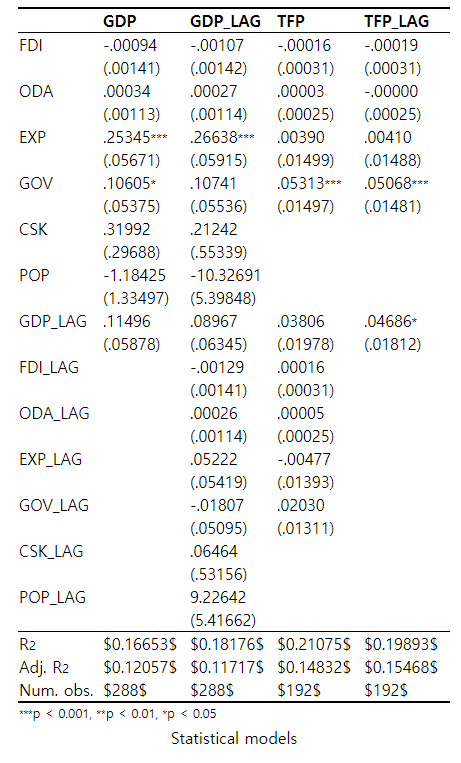 GDP GDP_LAG TFP TFP_LAG
FDI -.00094 -.00107 -.00016 -.00019
(.00141) (.00142) (.00031) (.00031)
ODA .00034 .00027 .00003 -.00000
(.00113) (.00114) (.00025) (.00025)
EXP .25345*** .26638*** .00390 .00410
(.05671) (.05915) (.01499) (.01488)
GOV .10605* .10741 .05313*** .05068***
(.05375) (.05536) (.01497) (.01481)
CSK .31992 .21242
(.29688) (.55339)
POP -1.18425 -10.32691
(1.33497) (5.39848)
GDP_LAG .11496 .08967 .03806 .04686*
(.05878) (.06345) (.01978) (.01812)
FDI_LAG -.00129 .00016
(.00141) (.00031)
ODA_LAG .00026 .00005
(.00114) (.00025)
EXP_LAG .05222 -.00477
(.05419) (.01393)
GOV_LAG -.01807 .02030
(.05095) (.01311)
CSK_LAG .06464
(.53156)
POP_LAG 9.22642
(5.41662)
R2 $0.16653$ $0.18176$ $0.21075$ $0.19893$
Adj. R2 $0.12057$ $0.11717$ $0.14832$ $0.15468$
Num. obs. $288$ $288$ $192$ $192$
***p < 0.001, **p < 0.01, *p < 0.05
Statistical models